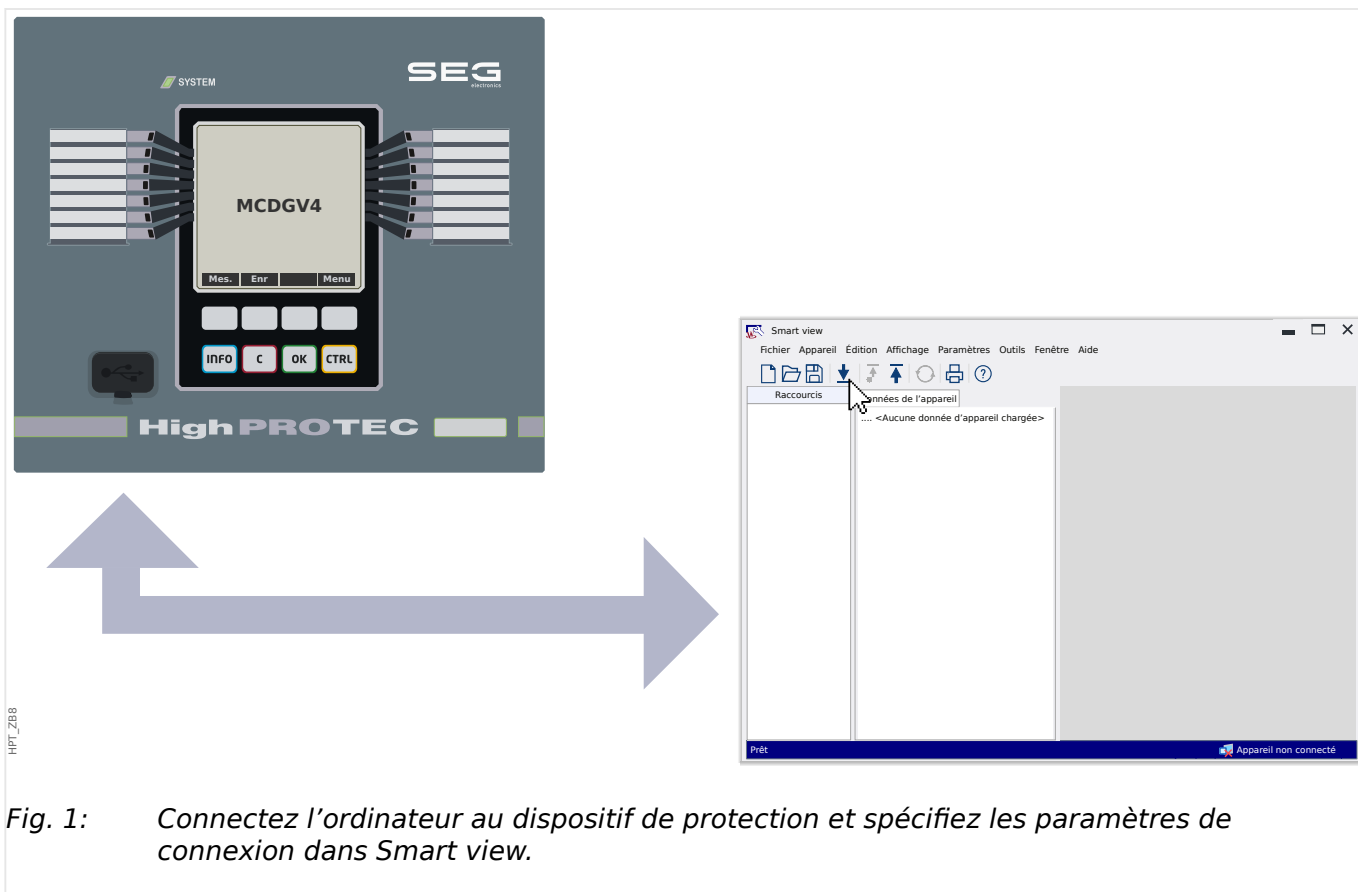 SYSTEM
SEG
electronics
MCDGV4
Mes. Enr Menu
INFO C OK CTRL
HighPROTEC
Smart view
Fichier Appareil Édition Affichage Paramètres Outils Fenêtre Aide
Raccourcis
onnées de l'appareil
.... <Aucune donnée d'appareil chargée>
Prêt
Appareil non connecté
HPT_ZB8
Fig. 1: Connectez l’ordinateur au dispositif de protection et spécifiez les paramètres de
connexion dans Smart view.